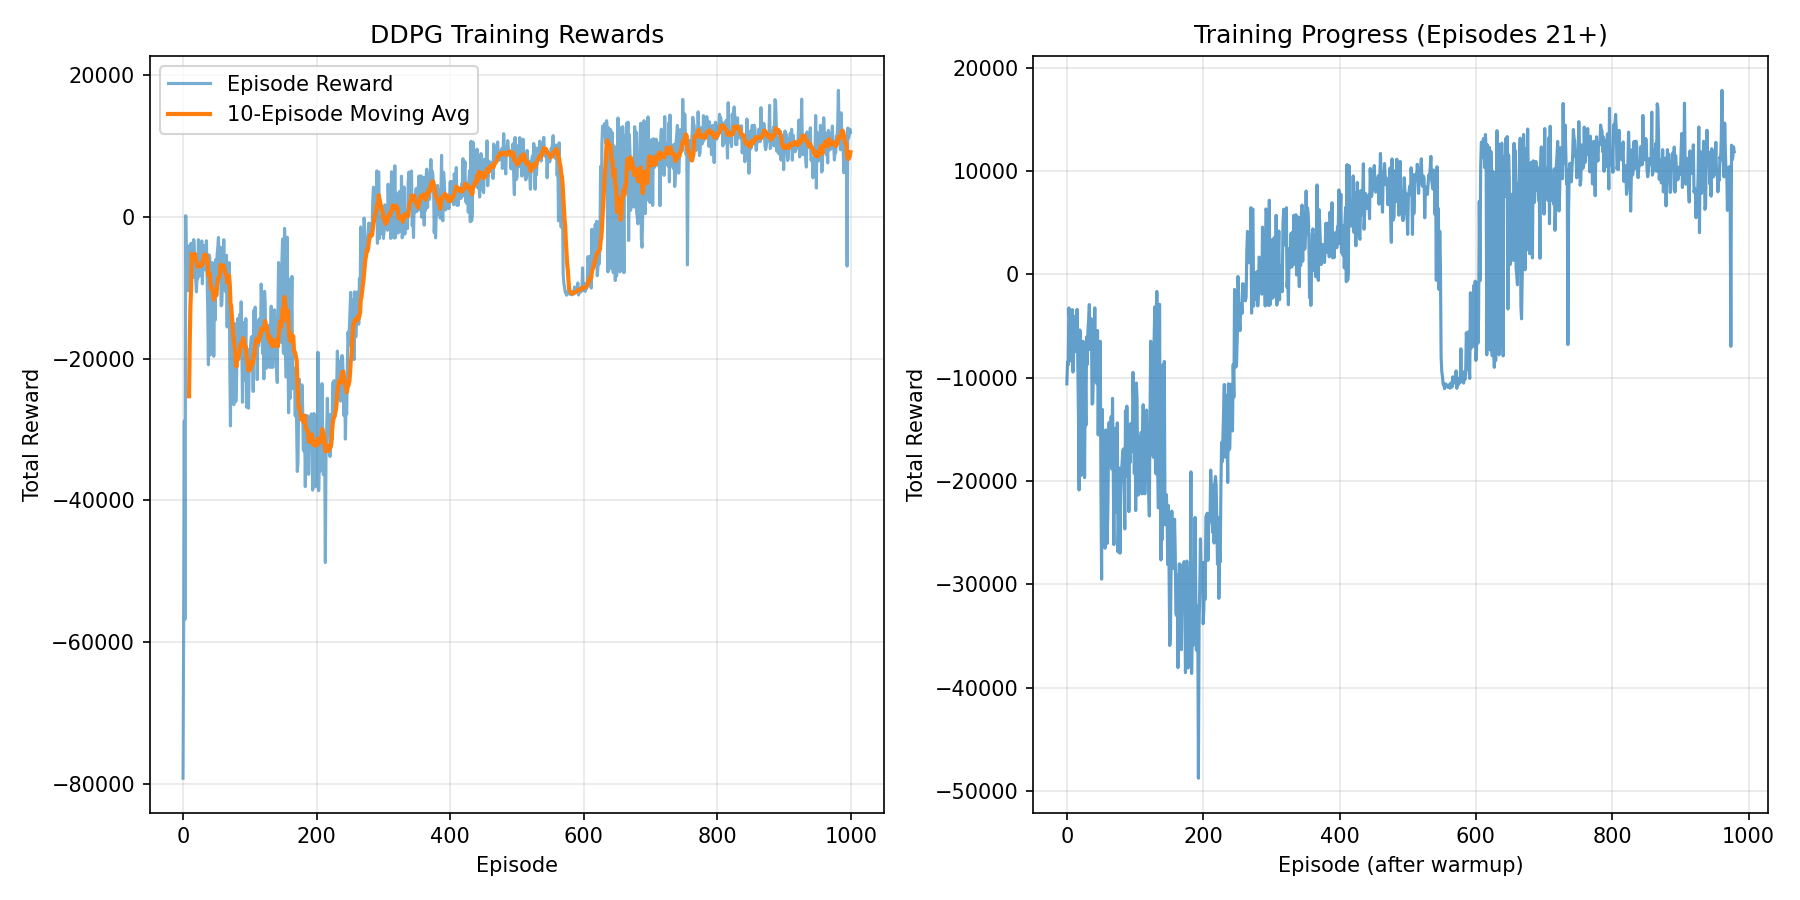 DDPG Training Rewards
Episode Reward
10-Episode Moving Avg
20000
0
−20000
−40000
−60000
−80000
Total Reward
0 200 400 600 800 1000
Episode
Training Progress (Episodes 21+)
20000
10000
0
−10000
−20000
−30000
−40000
−50000
Total Reward
0 200 400 600 800 1000
Episode (after warmup)